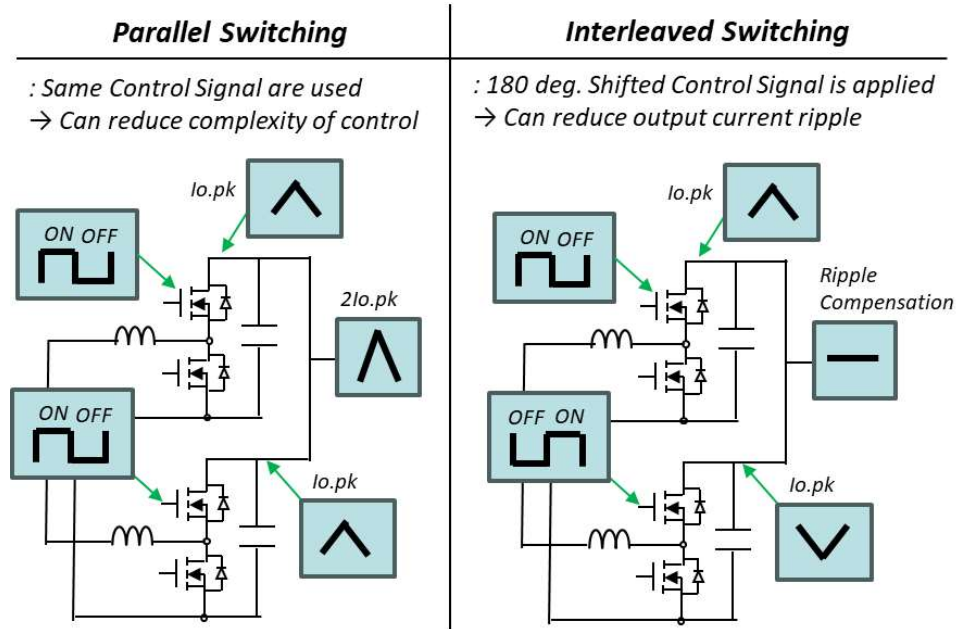 Parallel Switching
: Same Control Signal are used
→ Can reduce complexity of control
Io.pk
ON OFF
2Io.pk
ON OFF
Io.pk
Interleaved Switching
: 180 deg. Shifted Control Signal is applied
→ Can reduce output current ripple
Io.pk
ON OFF
Ripple
Compensation
OFF ON
Io.pk